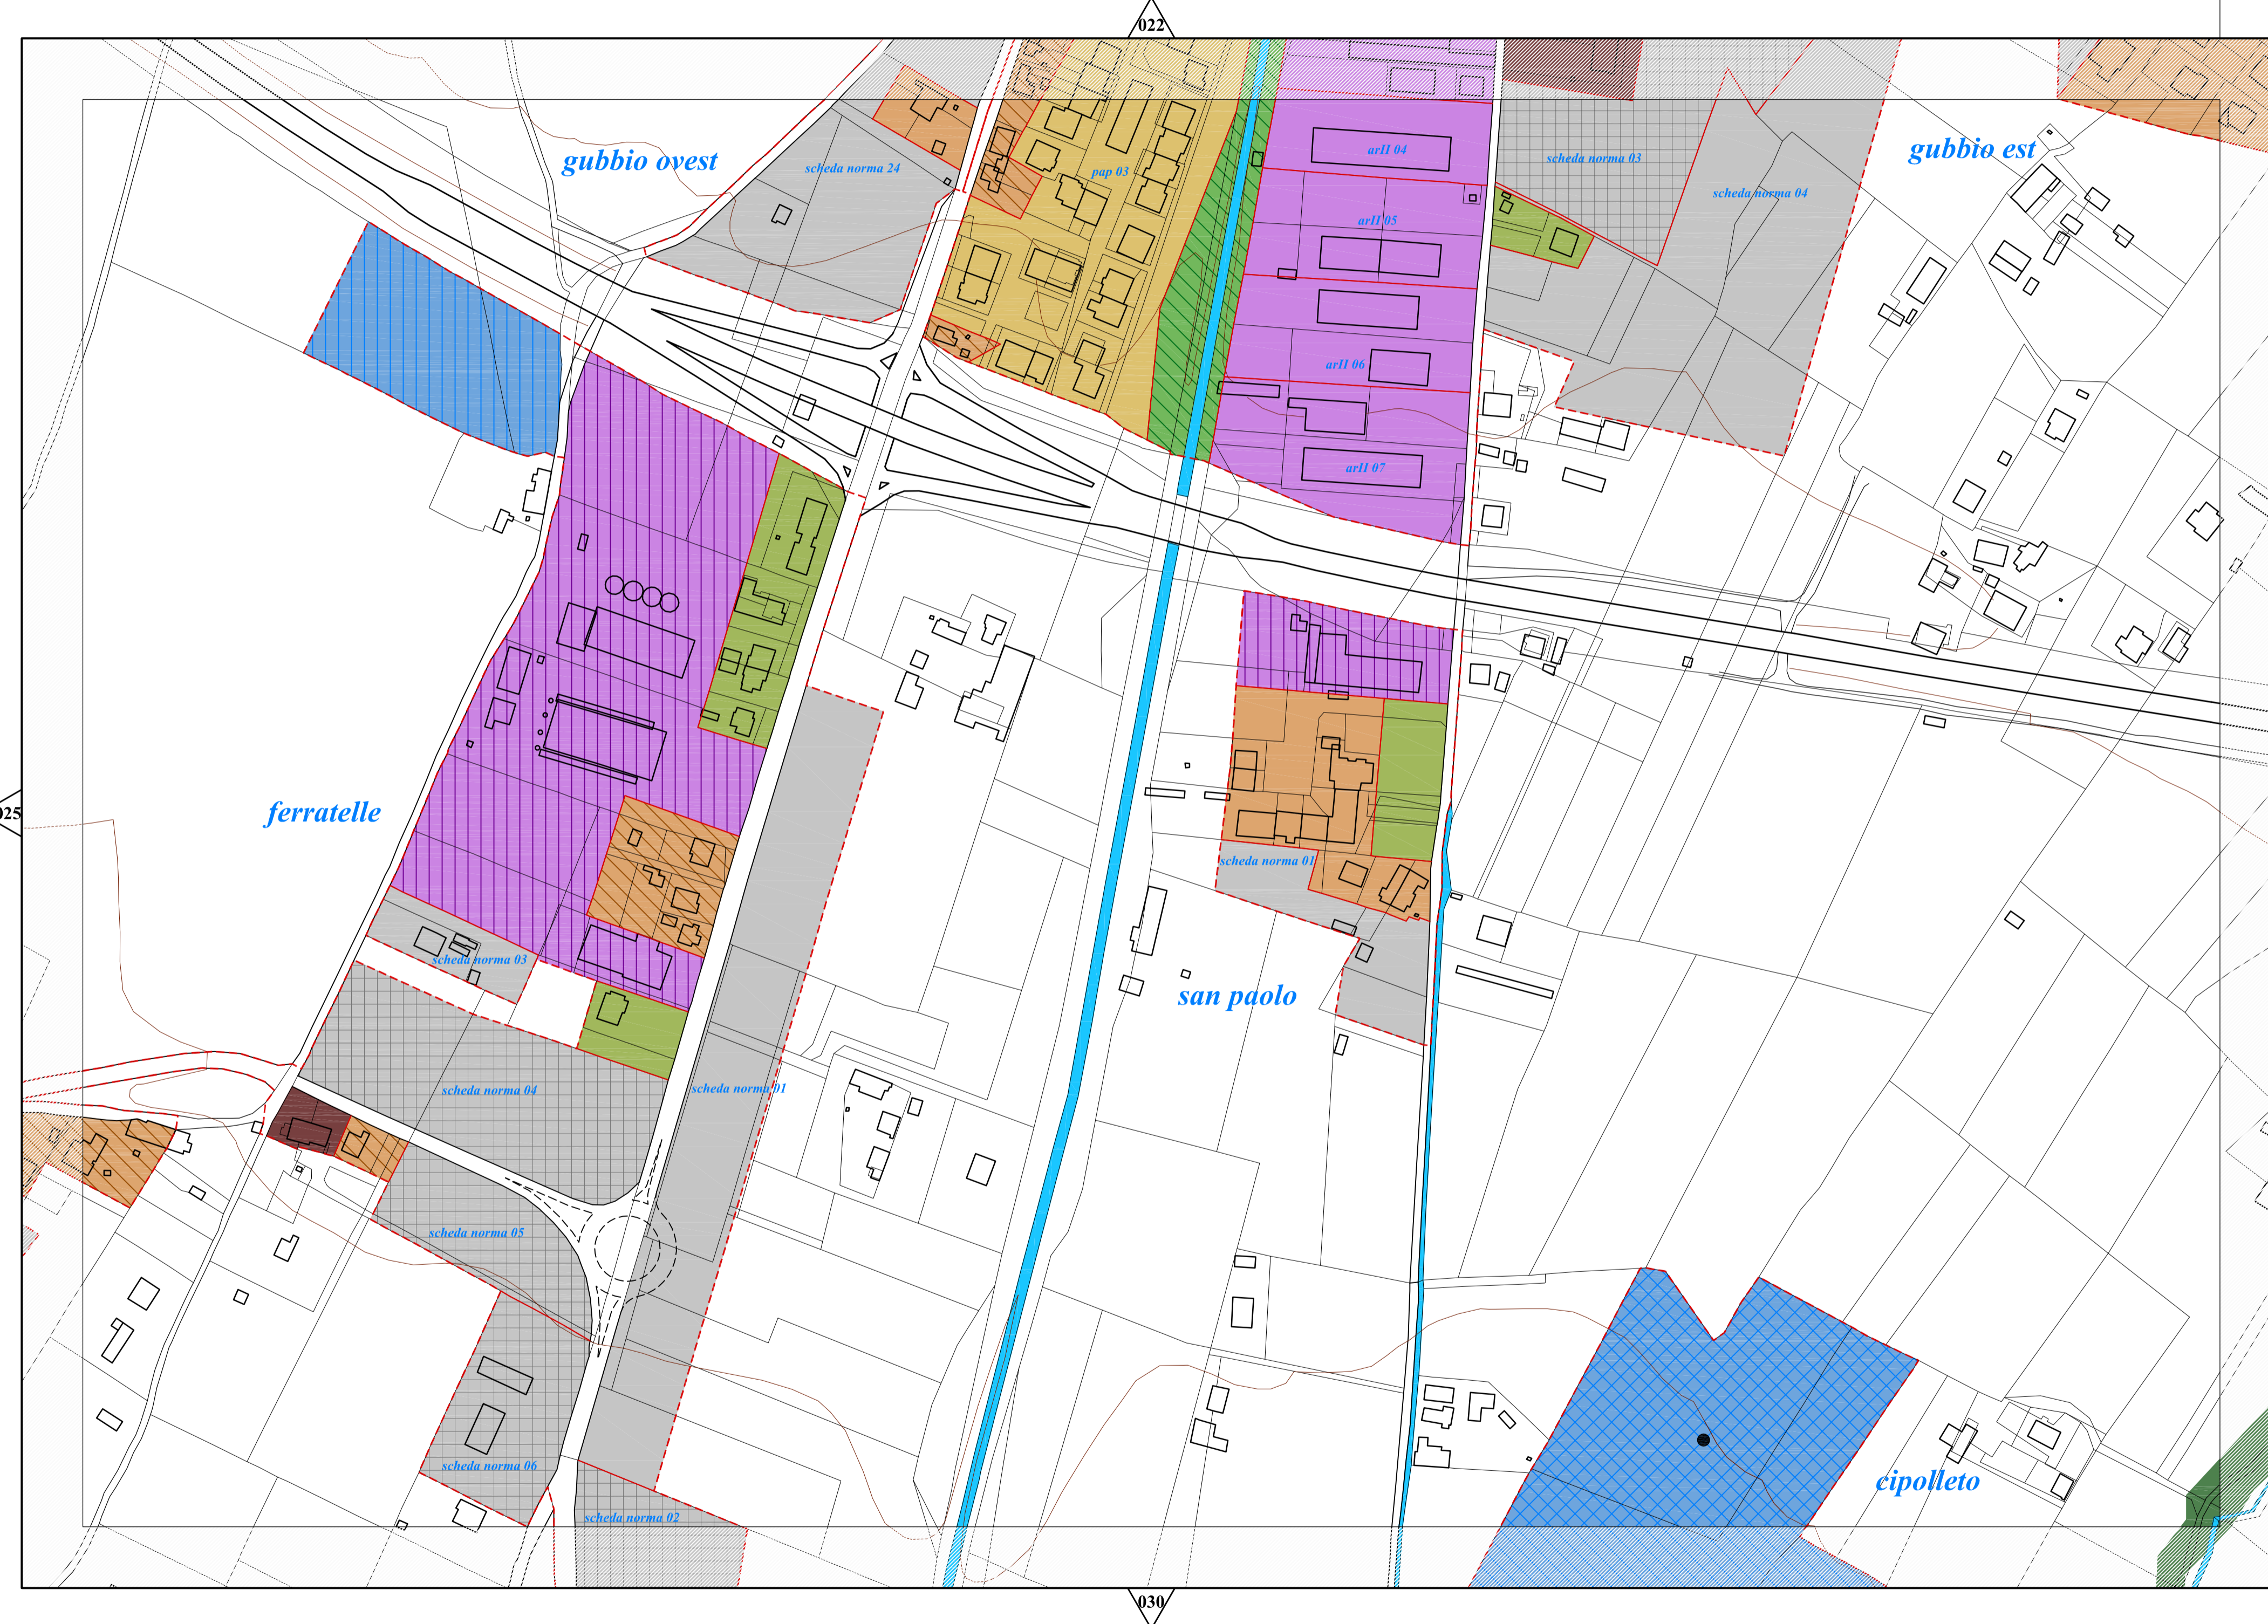 022
gubbio ovest
scheda norma 24
pap 03
arII 04
scheda norma 03
gubbio est
scheda norma 04
arII 05
arII 06
arII 07
025
ferratelle
scheda norma 01
scheda norma 03
san paolo
scheda norma 04
scheda norma 01
scheda norma 05
scheda norma 06
cipolleto
scheda norma 02
030